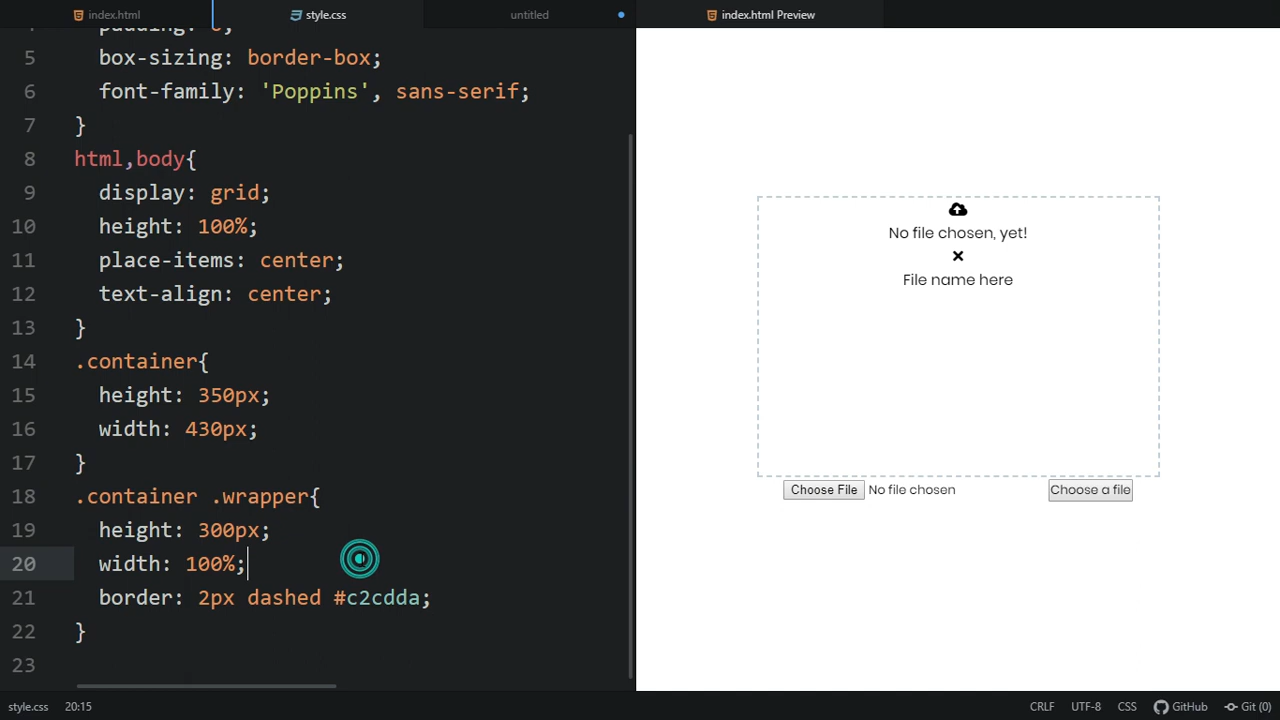 index.html
style.css
untitled
index.html Preview
4 padding: 0;
5 box-sizing: border-box;
6 font-family: 'Poppins', sans-serif;
7 }
8 html,body{
9 display: grid;
10 height: 100%;
11 place-items: center;
12 text-align: center;
13 }
14 .container{
15 height: 350px;
16 width: 430px;
17 }
18 .container .wrapper{
19 height: 300px;
20 width: 100%;
21 border: 2px dashed #c2cdda;
22 }
23
No file chosen, yet!
File name here
Choose File No file chosen
Choose a file
style.css 20:15
CRLF UTF-8 CSS GitHub Git (0)